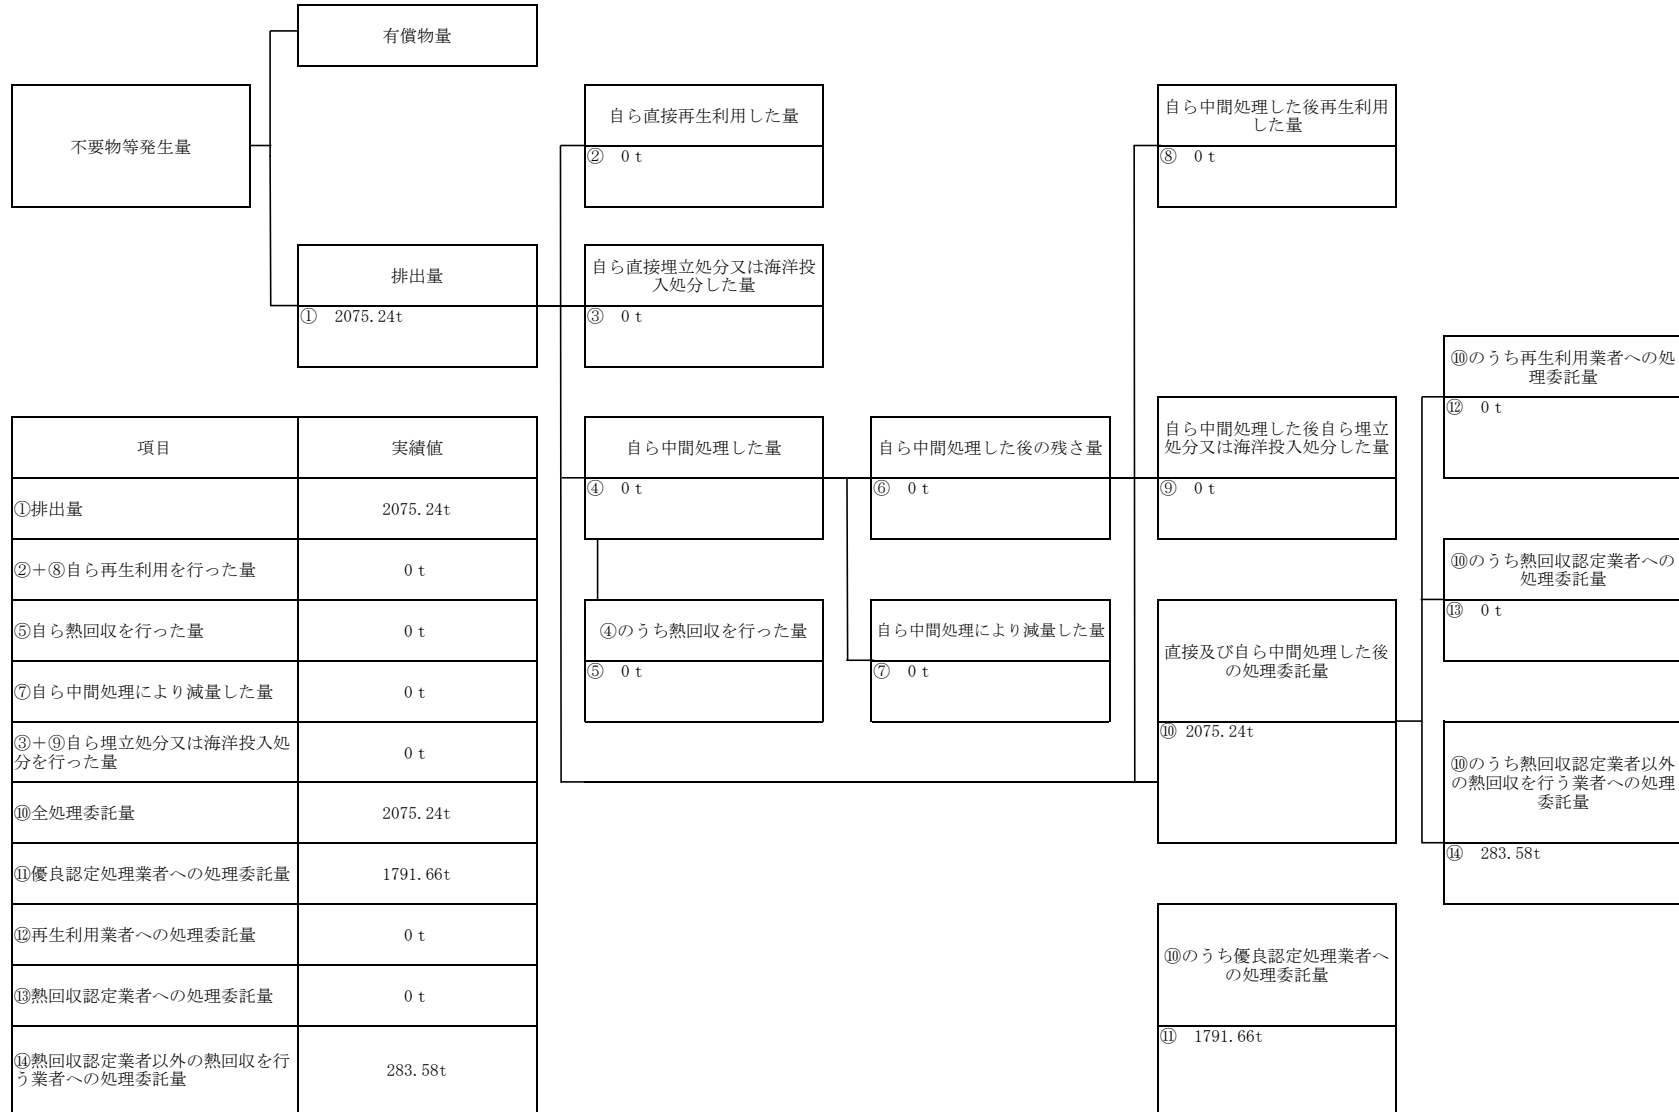 有償物量
不要物等発生量
排出量
① 2075.24t
自ら直接再生利用した量
② 0 t
自ら直接埋立処分又は海洋投
入処分した量
③ 0 t
自ら中間処理した量
④ 0 t
④のうち熱回収を行った量
⑤ 0 t
自ら中間処理した後の残さ量
⑥ 0 t
自ら中間処理により減量した量
⑦ 0 t
自ら中間処理した後再生利用
した量
⑧ 0 t
自ら中間処理した後自ら埋立
処分又は海洋投入処分した量
⑨ 0 t
直接及び自ら中間処理した後
の処理委託量
⑩ 2075.24t
⑩のうち優良認定処理業者へ
の処理委託量
⑪ 1791.66t
⑩のうち再生利用業者への処
理委託量
⑫ 0 t
⑩のうち熱回収認定業者への
処理委託量
⑬ 0 t
⑩のうち熱回収認定業者以外
の熱回収を行う業者への処理
委託量
⑭ 283.58t
項目 実績値
①排出量 2075.24t
②+⑧自ら再生利用を行った量 0 t
⑤自ら熱回収を行った量 0 t
⑦自ら中間処理により減量した量 0 t
③+⑨自ら埋立処分又は海洋投入処
分を行った量 0 t
⑩全処理委託量 2075.24t
⑪優良認定処理業者への処理委託量 1791.66t
⑫再生利用業者への処理委託量 0 t
⑬熱回収認定業者への処理委託量 0 t
⑭熱回収認定業者以外の熱回収を行
う業者への処理委託量 283.58t